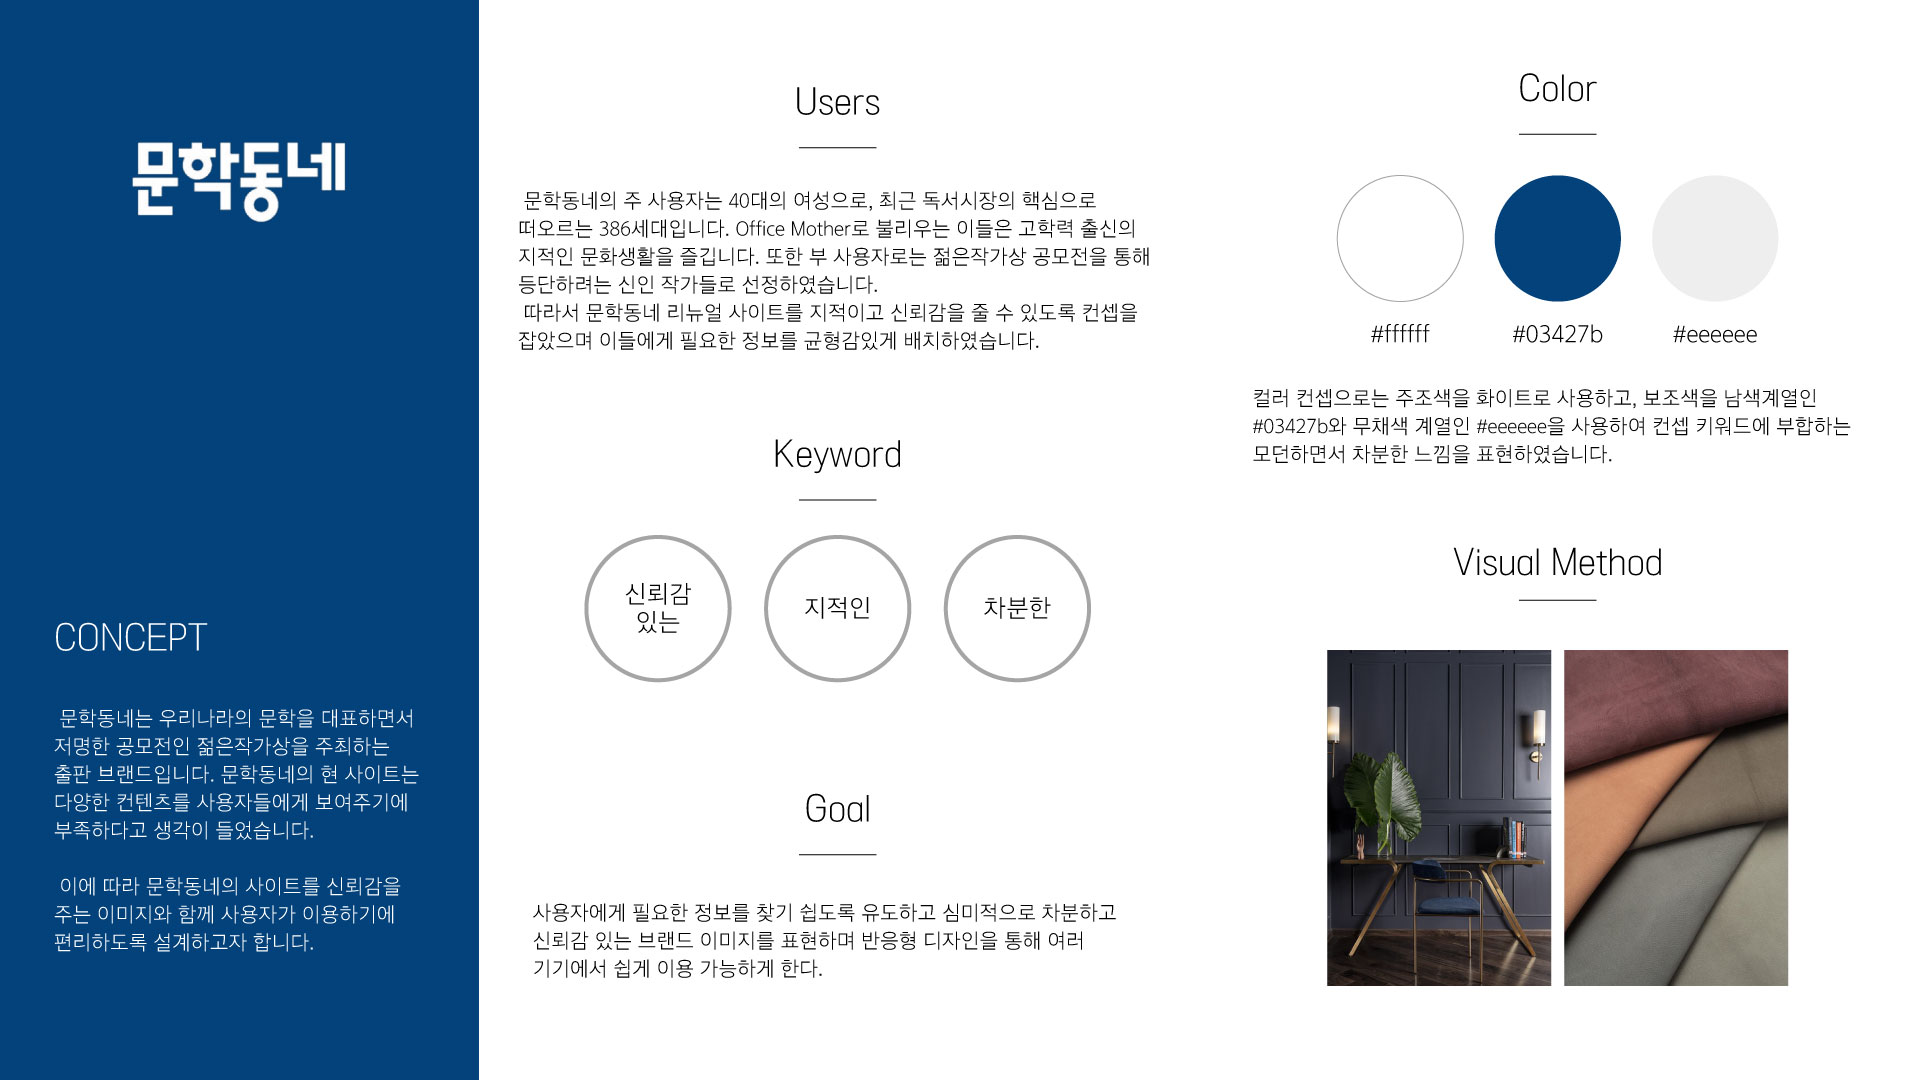 문학동네
CONCEPT
문학동네는 우리나라의 문학을 대표하면서
저명한 공모전인 젊은작가상을 주최하는
출판 브랜드입니다. 문학동네의 현 사이트는
다양한 컨텐츠를 사용자들에게 보여주기에
부족하다고 생각이 들었습니다.
이에 따라 문학동네의 사이트를 신뢰감을
주는 이미지와 함께 사용자가 이용하기에
편리하도록 설계하고자 합니다.
Users
문학동네의 주 사용자는 40대의 여성으로, 최근 독서시장의 핵심으로
떠오르는 386세대입니다. Office Mother로 불리우는 이들은 고학력 출신의
지적인 문화생활을 즐깁니다. 또한 부 사용자로는 젊은작가상 공모전을 통해
등단하려는 신인 작가들로 선정하였습니다.
따라서 문학동네 리뉴얼 사이트를 지적이고 신뢰감을 줄 수 있도록 컨셉을
잡았으며 이들에게 필요한 정보를 균형감있게 배치하였습니다.
Keyword
신뢰감
있는
지적인
차분한
Goal
사용자에게 필요한 정보를 찾기 쉽도록 유도하고 심미적으로 차분하고
신뢰감 있는 브랜드 이미지를 표현하며 반응형 디자인을 통해 여러
기기에서 쉽게 이용 가능하게 한다.
Color
#ffffff
#03427b
#eeeeee
컬러 컨셉으로는 주조색을 화이트로 사용하고, 보조색을 남색계열인
#03427b와 무채색 계열인 #eeeeee을 사용하여 컨셉 키워드에 부합하는
모던하면서 차분한 느낌을 표현하였습니다.
Visual Method